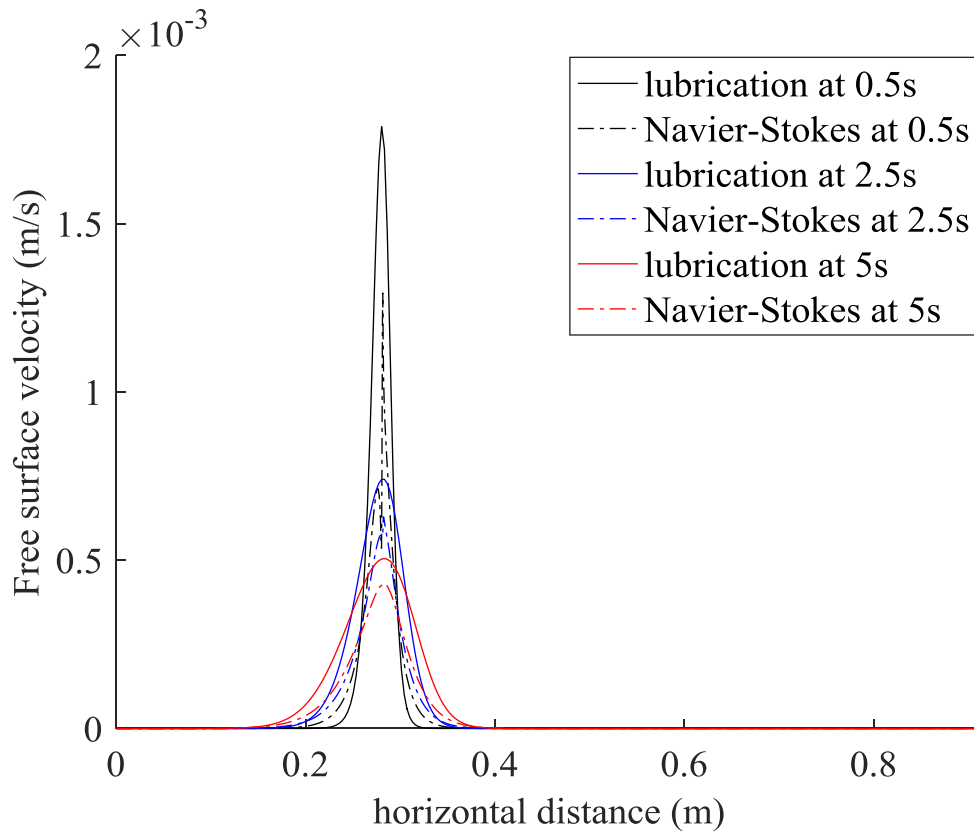 ×10⁻³
2
1.5
1
0.5
0
Free surface velocity (m/s)
lubrication at 0.5s
Navier-Stokes at 0.5s
lubrication at 2.5s
Navier-Stokes at 2.5s
lubrication at 5s
Navier-Stokes at 5s
0 0.2 0.4 0.6 0.8
horizontal distance (m)